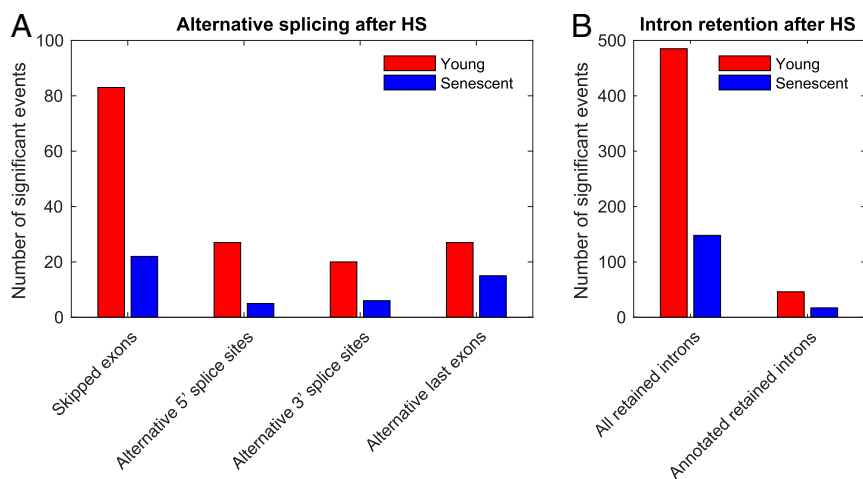 A
Alternative splicing after HS
Number of significant events
100
80
60
40
20
0
Young
Senescent
Skipped exons
Alternative 5’ splice sites
Alternative 3’ splice sites
Alternative last exons
B
Intron retention after HS
Number of significant events
500
400
300
200
100
0
Young
Senescent
All retained introns
Annotated retained introns